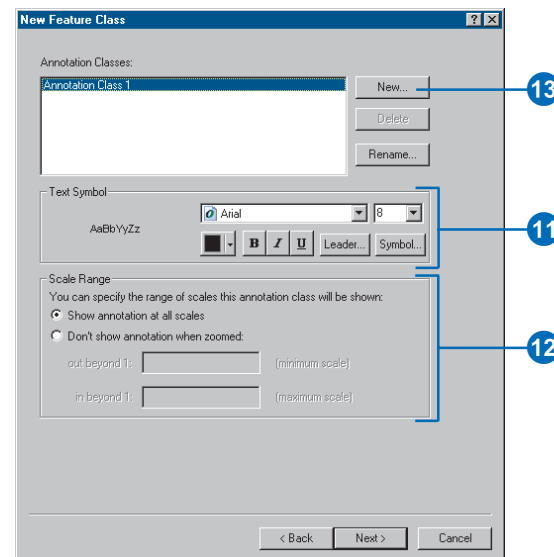 New Feature Class
Annotation Classes:
Annotation Class 1
New...
13
Delete
Rename...
Text Symbol
AaBbYyZz
Arial
8
B I U Leader... Symbol...
11
Scale Range
You can specify the range of scales this annotation class will be shown:
Show annotation at all scales
Don't show annotation when zoomed:
12
out beyond 1: (minimum scale)
in beyond 1: (maximum scale)
< Back Next > Cancel